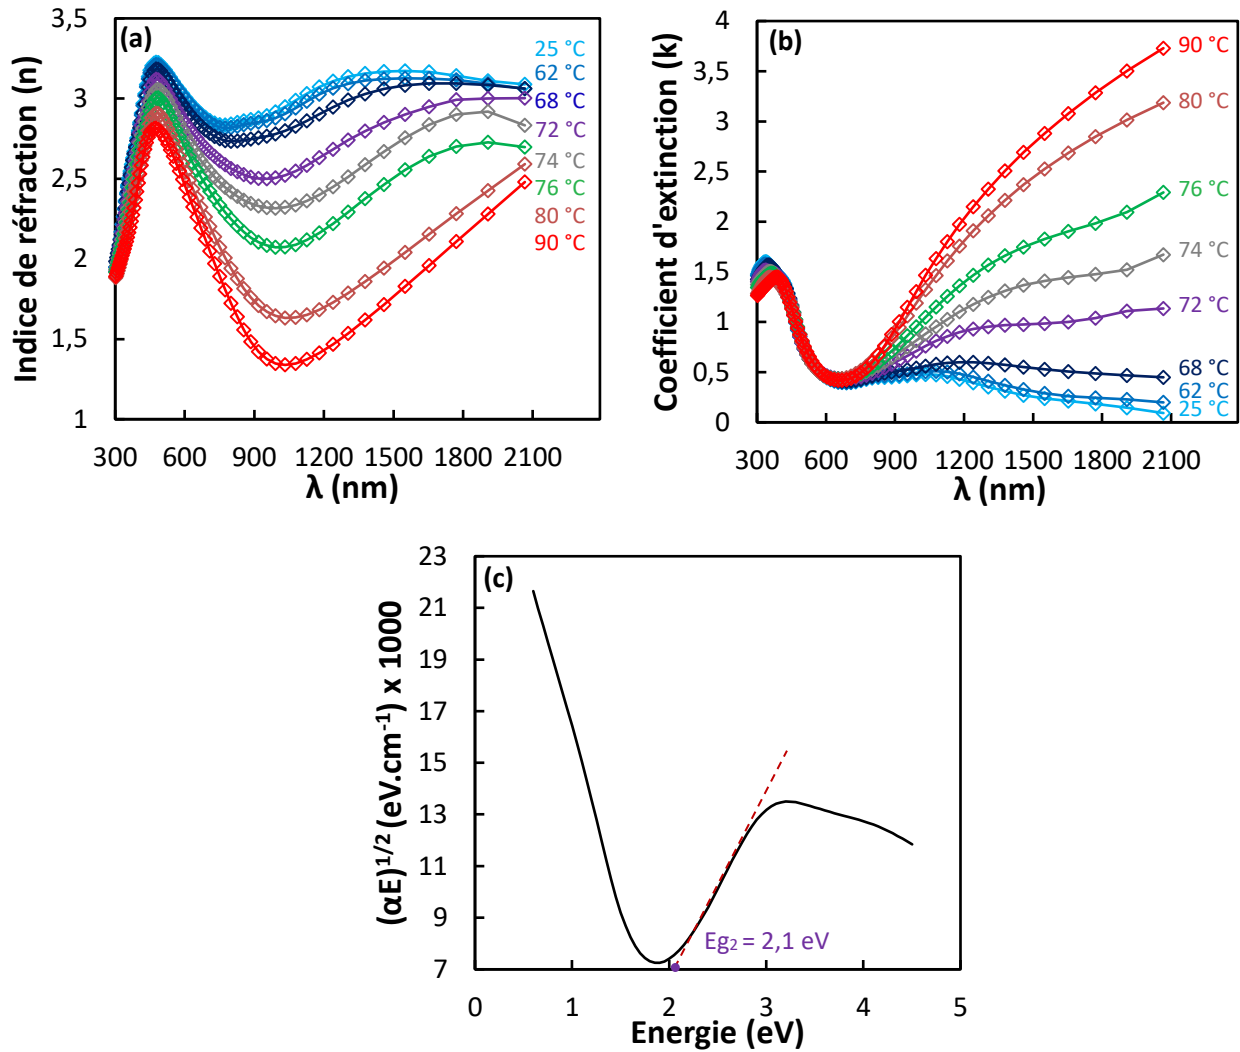 (a)
Indice de réfraction (n)
3,5
3
2,5
2
1,5
1
25 °C
62 °C
68 °C
72 °C
74 °C
76 °C
80 °C
90 °C
300 600 900 1200 1500 1800 2100
λ (nm)
(b)
Coefficient d'extinction (k)
4
3,5
3
2,5
2
1,5
1
0,5
0
90 °C
80 °C
76 °C
74 °C
72 °C
68 °C
62 °C
25 °C
300 600 900 1200 1500 1800 2100
λ (nm)
(c)
(αE)1/2 (eV.cm-1) x 1000
23
21
19
17
15
13
11
9
7
Eg2 = 2,1 eV
0 1 2 3 4 5
Energie (eV)